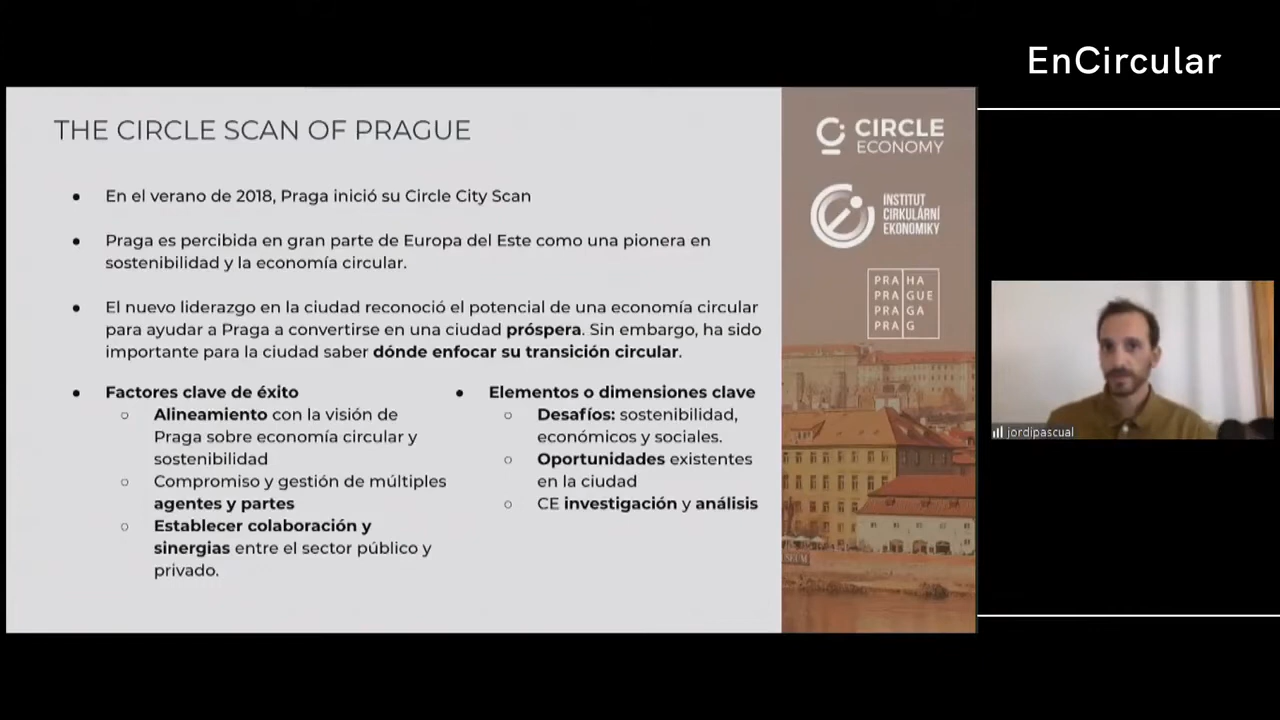 EnCircular
THE CIRCLE SCAN OF PRAGUE
● En el verano de 2018, Praga inició su Circle City Scan
● Praga es percibida en gran parte de Europa del Este como una pionera en
sostenibilidad y la economía circular.
● El nuevo liderazgo en la ciudad reconoció el potencial de una economía circular
para ayudar a Praga a convertirse en una ciudad próspera. Sin embargo, ha sido
importante para la ciudad saber dónde enfocar su transición circular.
● Factores clave de éxito
○ Alineamiento con la visión de
Praga sobre economía circular y
sostenibilidad
○ Compromiso y gestión de múltiples
agentes y partes
○ Establecer colaboración y
sinergias entre el sector público y
privado.
● Elementos o dimensiones clave
○ Desafíos: sostenibilidad,
económicos y sociales.
○ Oportunidades existentes
en la ciudad
○ CE investigación y análisis
CIRCLE
ECONOMY
INSTITUT
CIRKULÁRNÍ
EKONOMIKY
PRA HA
PRA GUE
PRA GA
PRA G
jordipascual